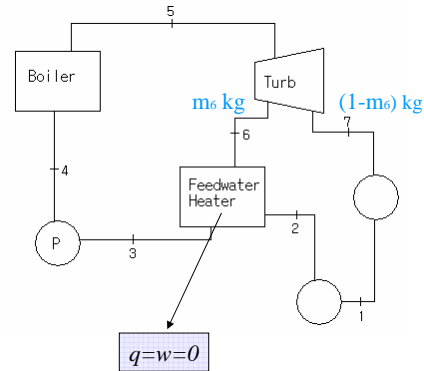 5
Boiler
Turb
m₆ kg
(1-m₆) kg
7
6
4
Feedwater
Heater
2
P
3
1
q=w=0